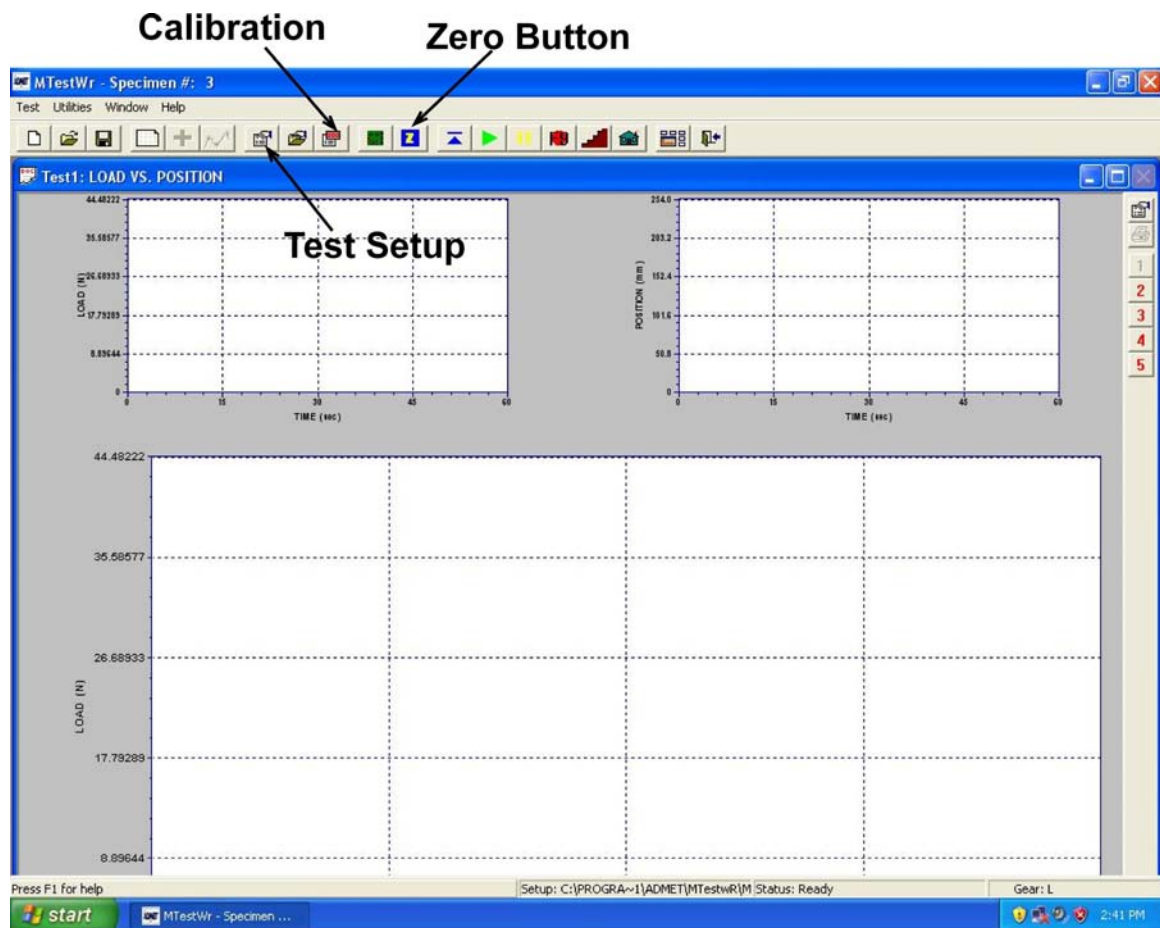 Calibration
Zero Button
MTestWr - Specimen #: 3
Test Utilities Window Help
Z
Test1: LOAD VS. POSITION
Test Setup
44.48222
35.58577
26.68933
17.79289
8.89644
0
LOAD (N)
0 15 30 45 60
TIME (sec)
254.0
203.2
152.4
101.6
50.8
0
POSITION (mm)
0 15 30 45 60
TIME (sec)
1
2
3
4
5
44.48222
35.58577
26.68933
17.79289
8.89644
LOAD (N)
Press F1 for help
Setup: C:\PROGRA~1\ADMET\MTestwR\M
Status: Ready
Gear: L
start
MTestWr - Specimen ...
2:41 PM